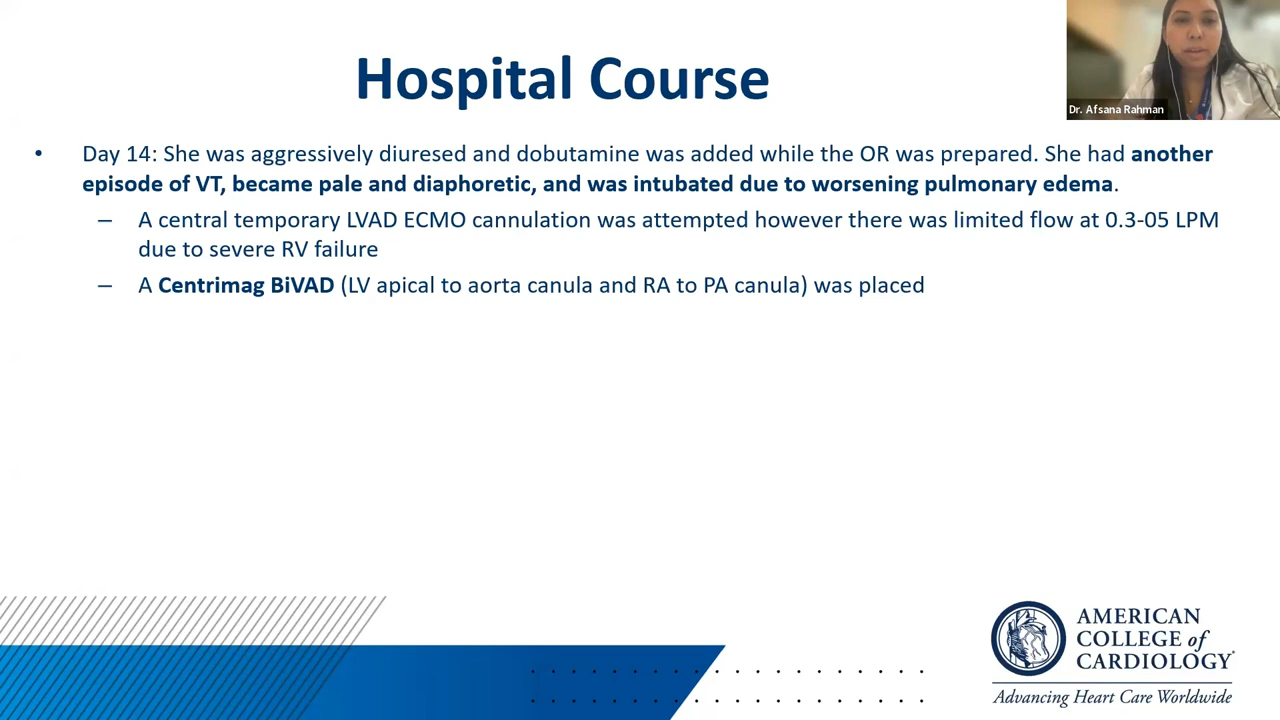 Hospital Course
Dr. Afsana Rahman
• Day 14: She was aggressively diuresed and dobutamine was added while the OR was prepared. She had another
episode of VT, became pale and diaphoretic, and was intubated due to worsening pulmonary edema.
– A central temporary LVAD ECMO cannulation was attempted however there was limited flow at 0.3-05 LPM
due to severe RV failure
– A Centrimag BiVAD (LV apical to aorta canula and RA to PA canula) was placed
AMERICAN
COLLEGE of
CARDIOLOGY®
Advancing Heart Care Worldwide